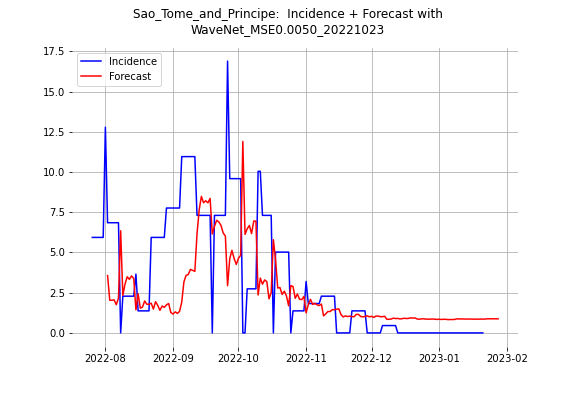 Sao_Tome_and_Principe: Incidence + Forecast with
WaveNet_MSE0.0050_20221023
Incidence
Forecast
17.5
15.0
12.5
10.0
7.5
5.0
2.5
0.0
2022-08 2022-09 2022-10 2022-11 2022-12 2023-01 2023-02